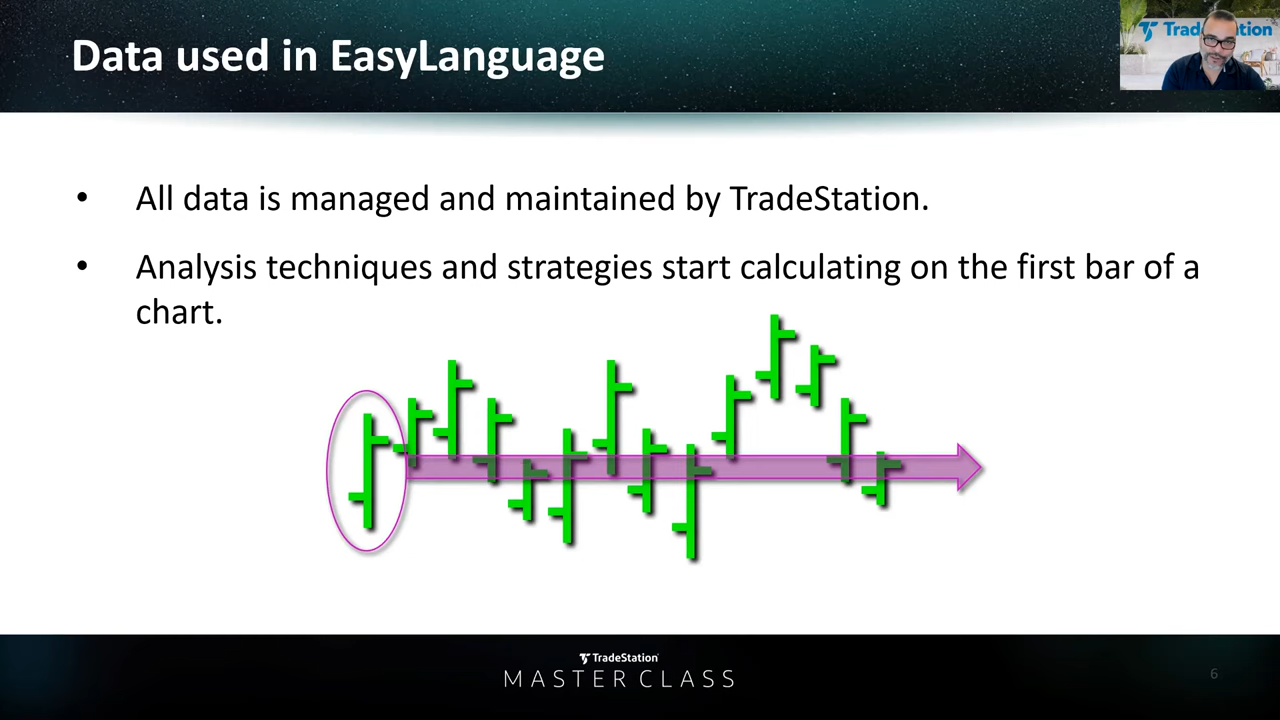 Data used in EasyLanguage
TradeStation
• All data is managed and maintained by TradeStation.
• Analysis techniques and strategies start calculating on the first bar of a
chart.
TradeStation
MASTER CLASS
6